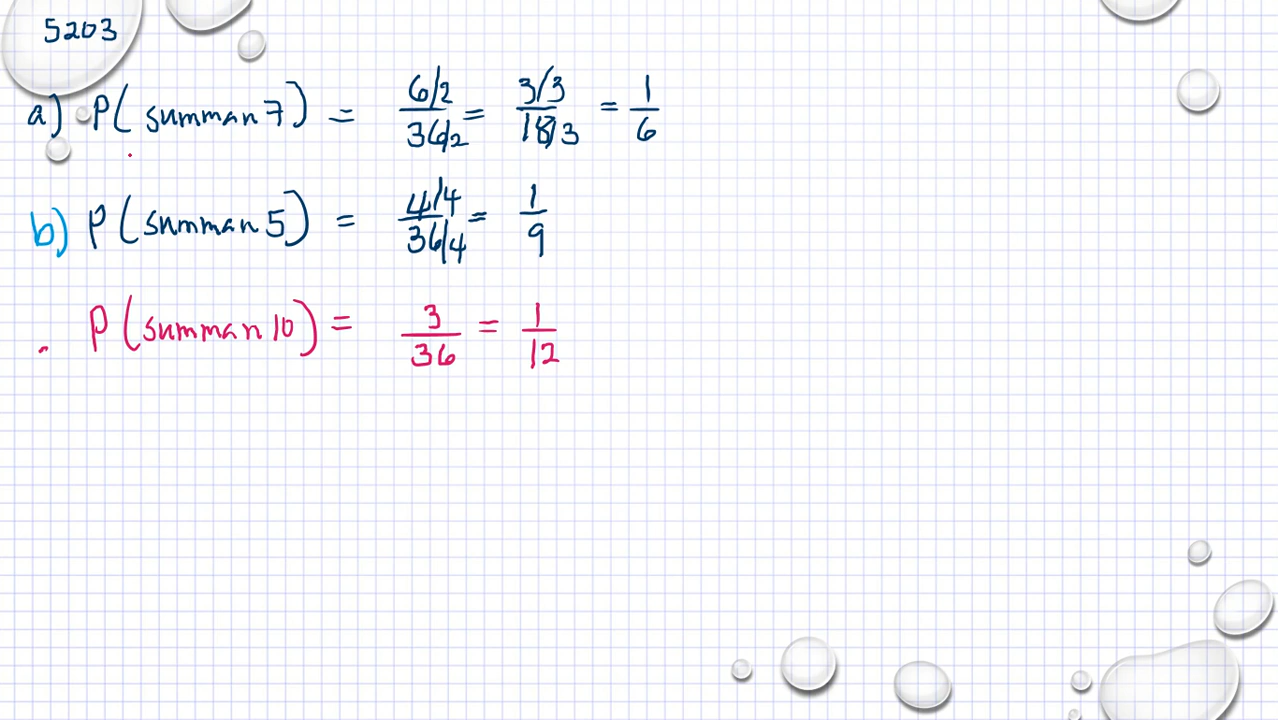 5203
a) P(summan 7) = 6/2 / 36/2 = 3/3 / 18/3 = 1/6
b) P(summan 5) = 4/4 / 36/4 = 1/9
. P(summan 10) = 3/36 = 1/12